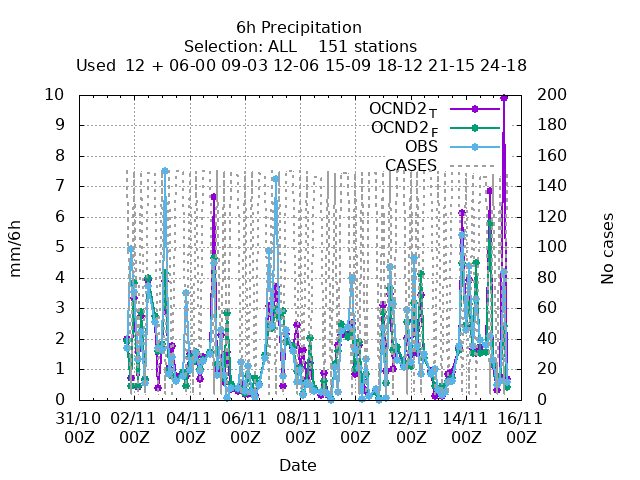 6h Precipitation
Selection: ALL    151 stations
Used  12 + 06-00 09-03 12-06 15-09 18-12 21-15 24-18
OCND2 T
OCND2 F
OBS
CASES
mm/6h
10
9
8
7
6
5
4
3
2
1
0
200
180
160
140
120
100
80
60
40
20
0
No cases
31/10 02/11 04/11 06/11 08/11 10/11 12/11 14/11 16/11
00Z 00Z 00Z 00Z 00Z 00Z 00Z 00Z 00Z
Date